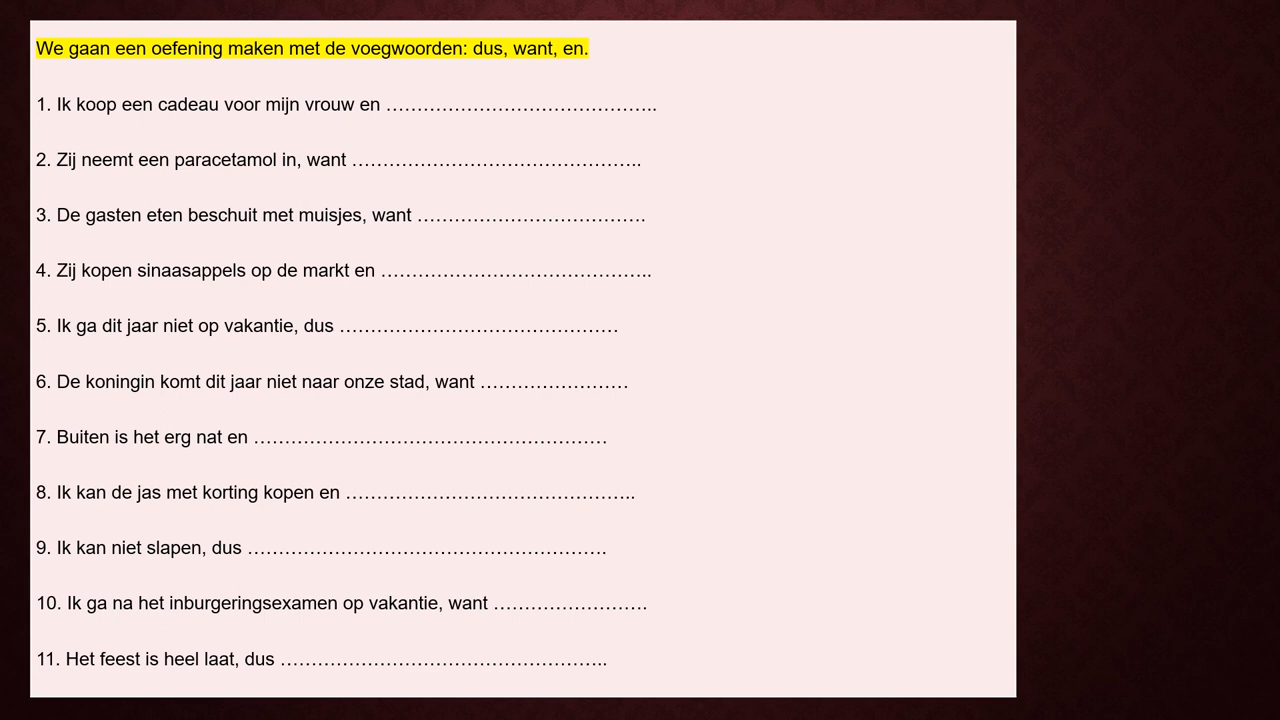 We gaan een oefening maken met de voegwoorden: dus, want, en.
1. Ik koop een cadeau voor mijn vrouw en ……………………………………..
2. Zij neemt een paracetamol in, want ………………………………………..
3. De gasten eten beschuit met muisjes, want ……………………………….
4. Zij kopen sinaasappels op de markt en ……………………………………..
5. Ik ga dit jaar niet op vakantie, dus ………………………………………
6. De koningin komt dit jaar niet naar onze stad, want ……………………
7. Buiten is het erg nat en …………………………………………………
8. Ik kan de jas met korting kopen en ………………………………………..
9. Ik kan niet slapen, dus ………………………………………………….
10. Ik ga na het inburgeringsexamen op vakantie, want …………………….
11. Het feest is heel laat, dus ……………………………………………..